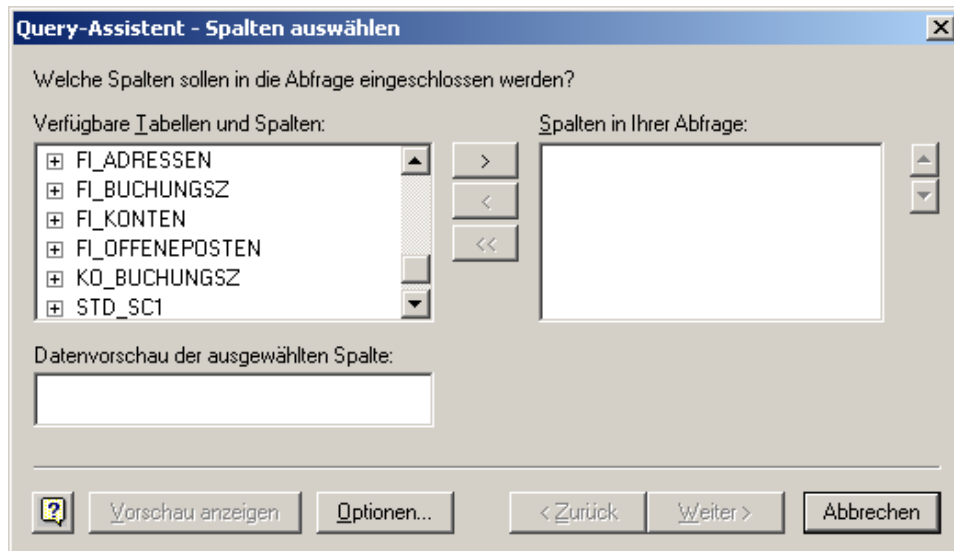 Query-Assistent - Spalten auswählen
Welche Spalten sollen in die Abfrage eingeschlossen werden?
Verfügbare Tabellen und Spalten:
FI_ADRESSEN
FI_BUCHUNGSZ
FI_KONTEN
FI_OFFENEPOSTEN
KO_BUCHUNGSZ
STD_SC1
>
<
<<
Spalten in Ihrer Abfrage:
Datenvorschau der ausgewählten Spalte:
?
Vorschau anzeigen
Optionen...
< Zurück
Weiter >
Abbrechen